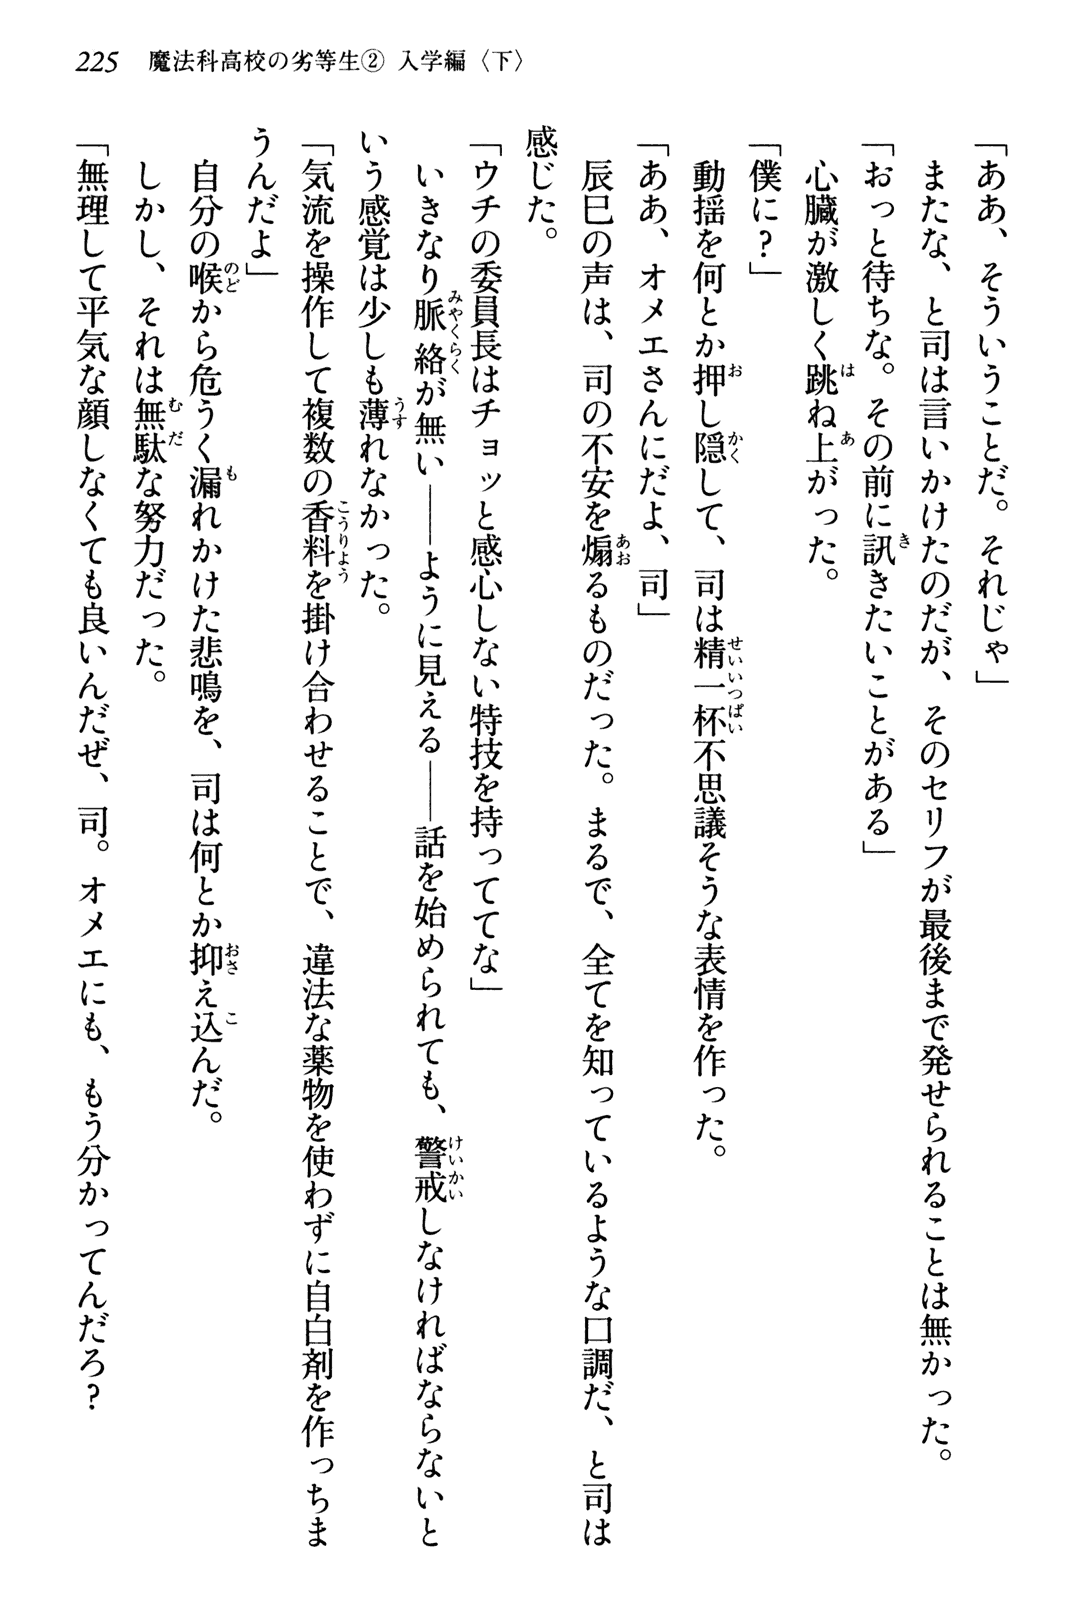 225 魔法科高校の劣等生② 入学編〈下〉
「ああ、そういうことだ。それじゃ」
またな、と司は言いかけたのだが、そのセリフが最後まで発せられることは無かった。
「おっと待ちな。その前に訊きたいことがある」
心臓が激しく跳ね上がった。
「僕に？」
動揺を何とか押し隠して、司は精一杯不思議そうな表情を作った。
「ああ、オメエさんにだよ、司」
辰巳の声は、司の不安を煽るものだった。まるで、全てを知っているような口調だ、と司は
感じた。
「ウチの委員長はチョッと感心しない特技を持っててな」
いきなり脈絡が無い――ように見える――話を始められても、警戒しなければならないと
いう感覚は少しも薄れなかった。
「気流を操作して複数の香料を掛け合わせることで、違法な薬物を使わずに自白剤を作っちま
うんだよ」
自分の喉から危うく漏れかけた悲鳴を、司は何とか抑え込んだ。
しかし、それは無駄な努力だった。
「無理して平気な顔しなくても良いんだぜ、司。オメエにも、もう分かってんだろ？